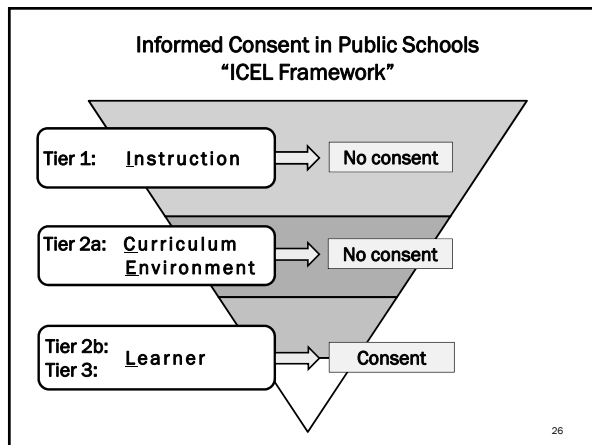 Informed Consent in Public Schools
“ICEL Framework”
Tier 1: Instruction
No consent
Tier 2a: Curriculum
Environment
No consent
Tier 2b:
Tier 3:
Learner
Consent
26